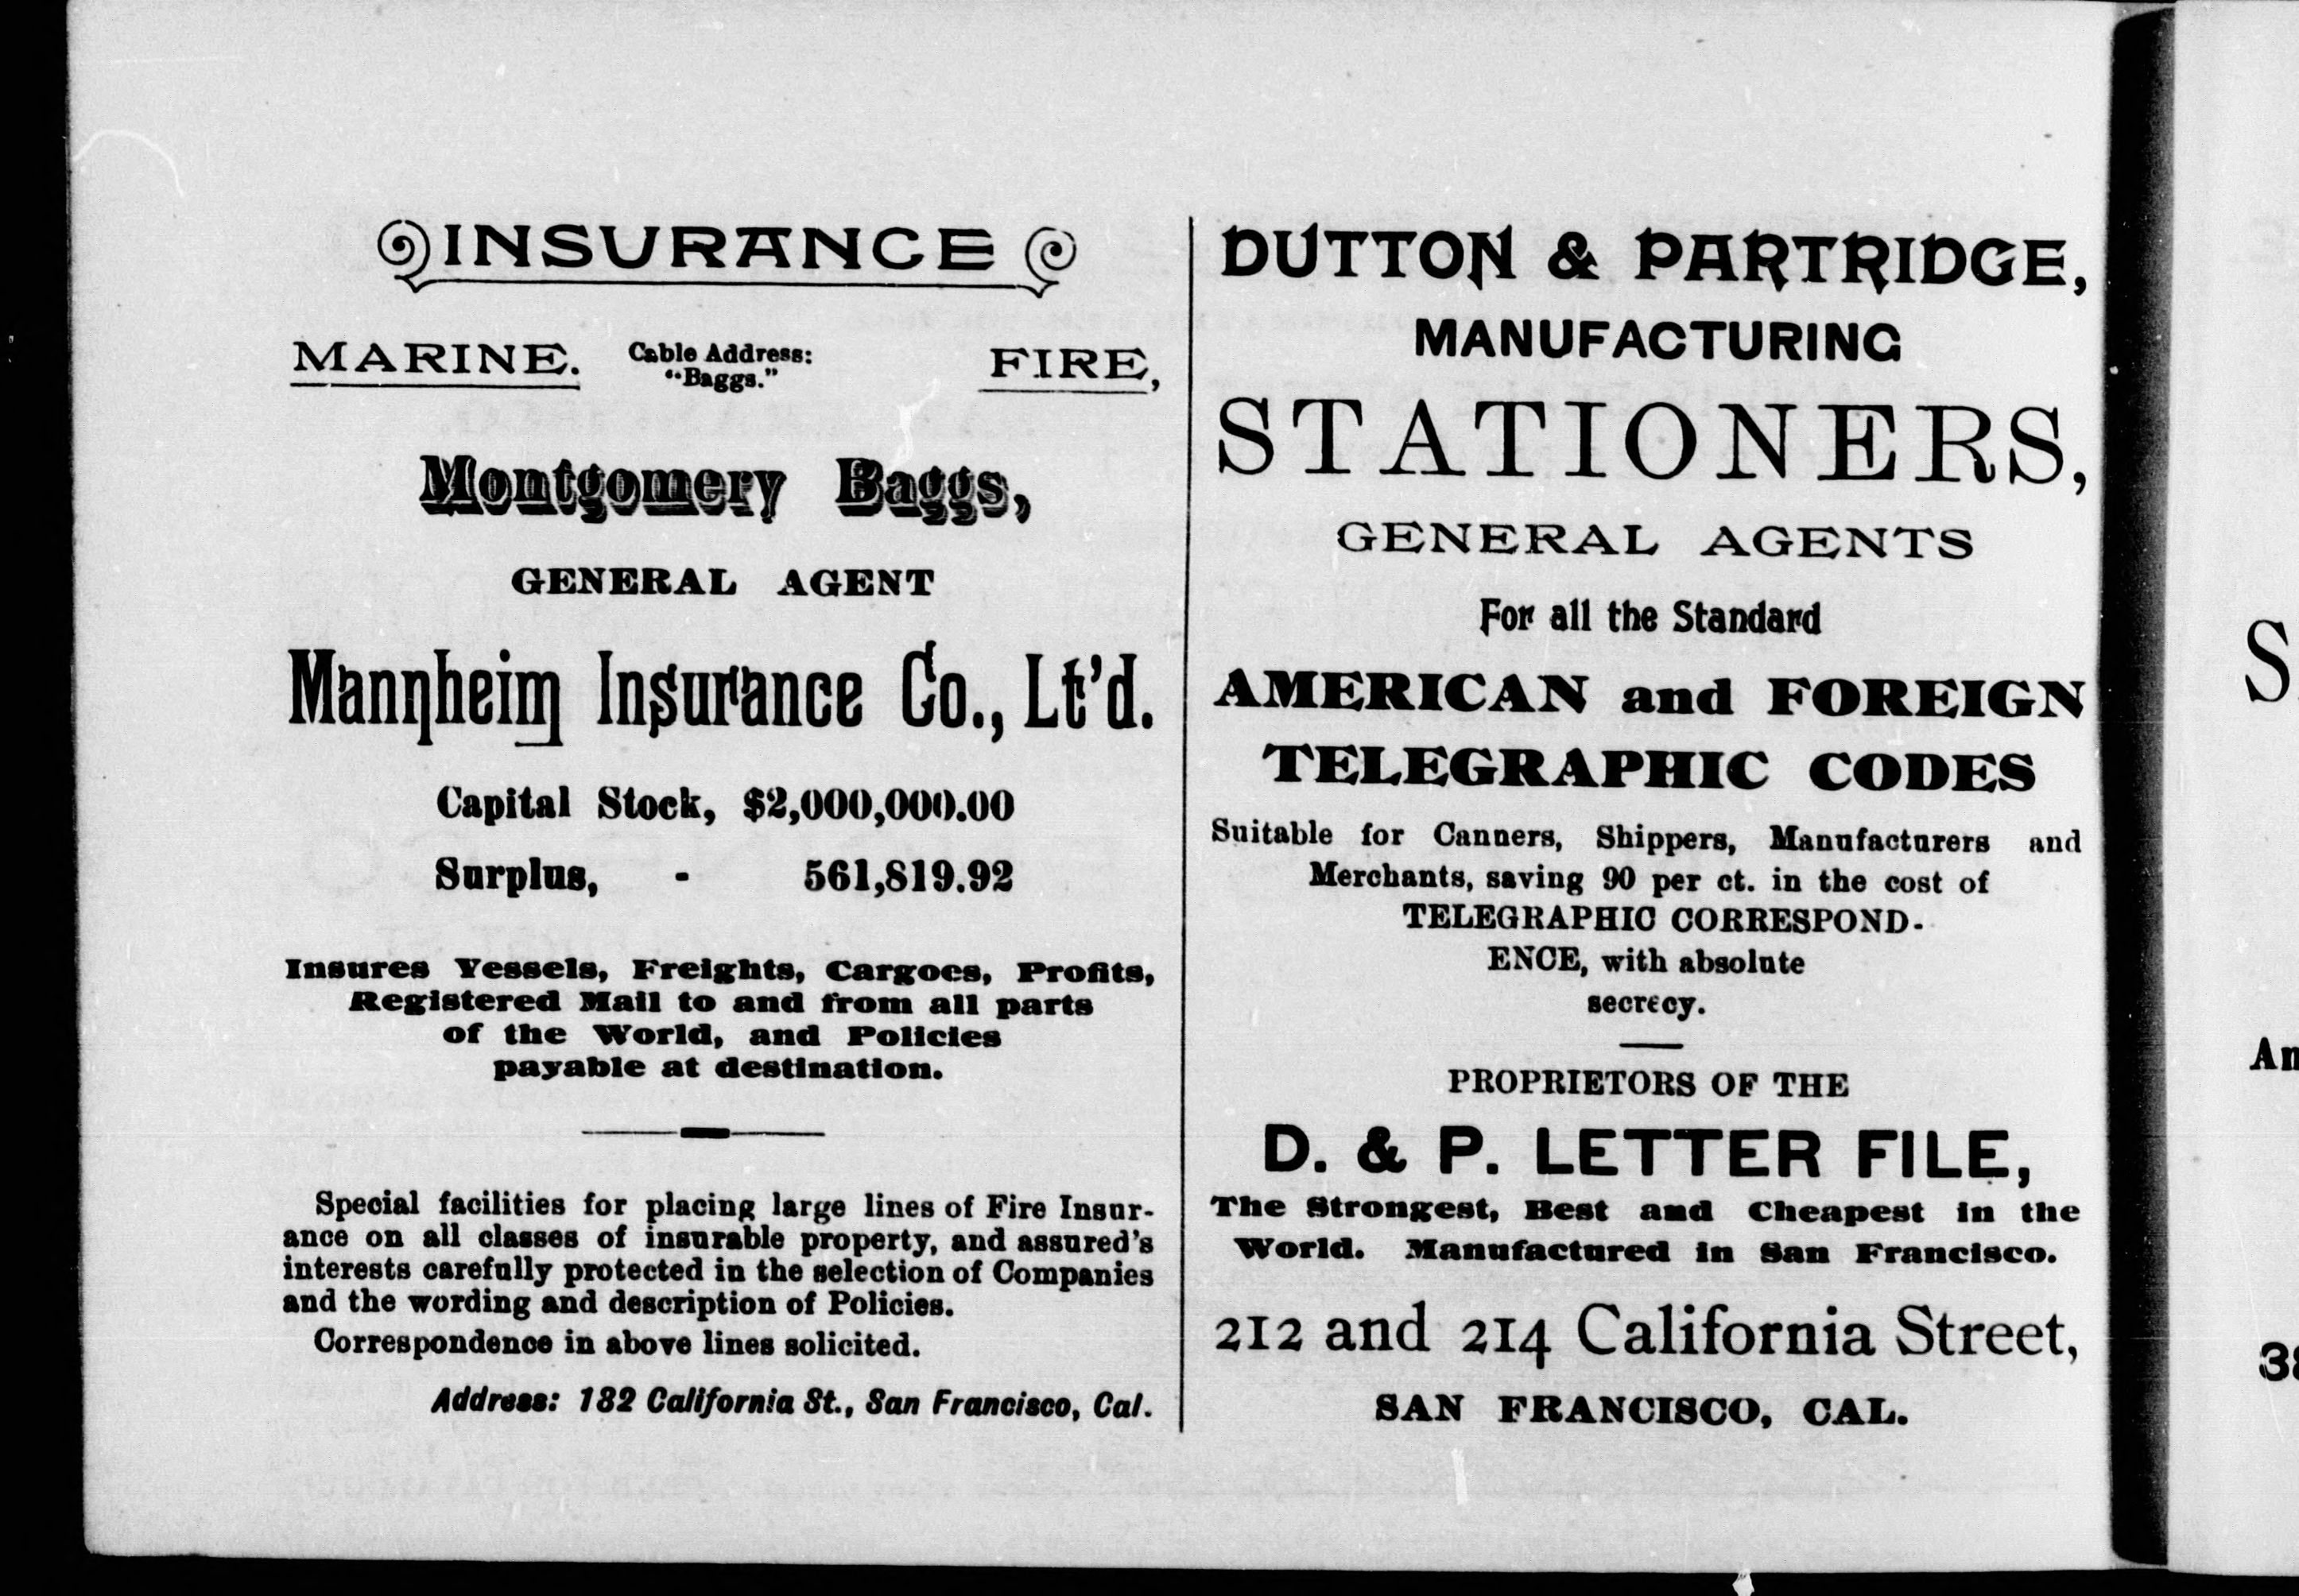 INSURANCE
MARINE. Cable Address: FIRE,
"Baggs."
Montgomery Baggs,
GENERAL AGENT
Mannheim Insurance Co., Lt'd.
Capital Stock, $2,000,000.00
Surplus, - 561,819.92
Insures Vessels, Freights, Cargoes, Profits,
Registered Mail to and from all parts
of the World, and Policies
payable at destination.
Special facilities for placing large lines of Fire Insur-
ance on all classes of insurable property, and assured's
interests carefully protected in the selection of Companies
and the wording and description of Policies.
Correspondence in above lines solicited.
Address: 132 California St., San Francisco, Cal.
DUTTON & PARTRIDGE,
MANUFACTURING
STATIONERS,
GENERAL AGENTS
For all the Standard
AMERICAN and FOREIGN
TELEGRAPHIC CODES
Suitable for Canners, Shippers, Manufacturers and
Merchants, saving 90 per ct. in the cost of
TELEGRAPHIC CORRESPOND-
ENCE, with absolute
secrecy.
PROPRIETORS OF THE
D. & P. LETTER FILE,
The Strongest, Best and Cheapest in the
World. Manufactured in San Francisco.
212 and 214 California Street,
SAN FRANCISCO, CAL.